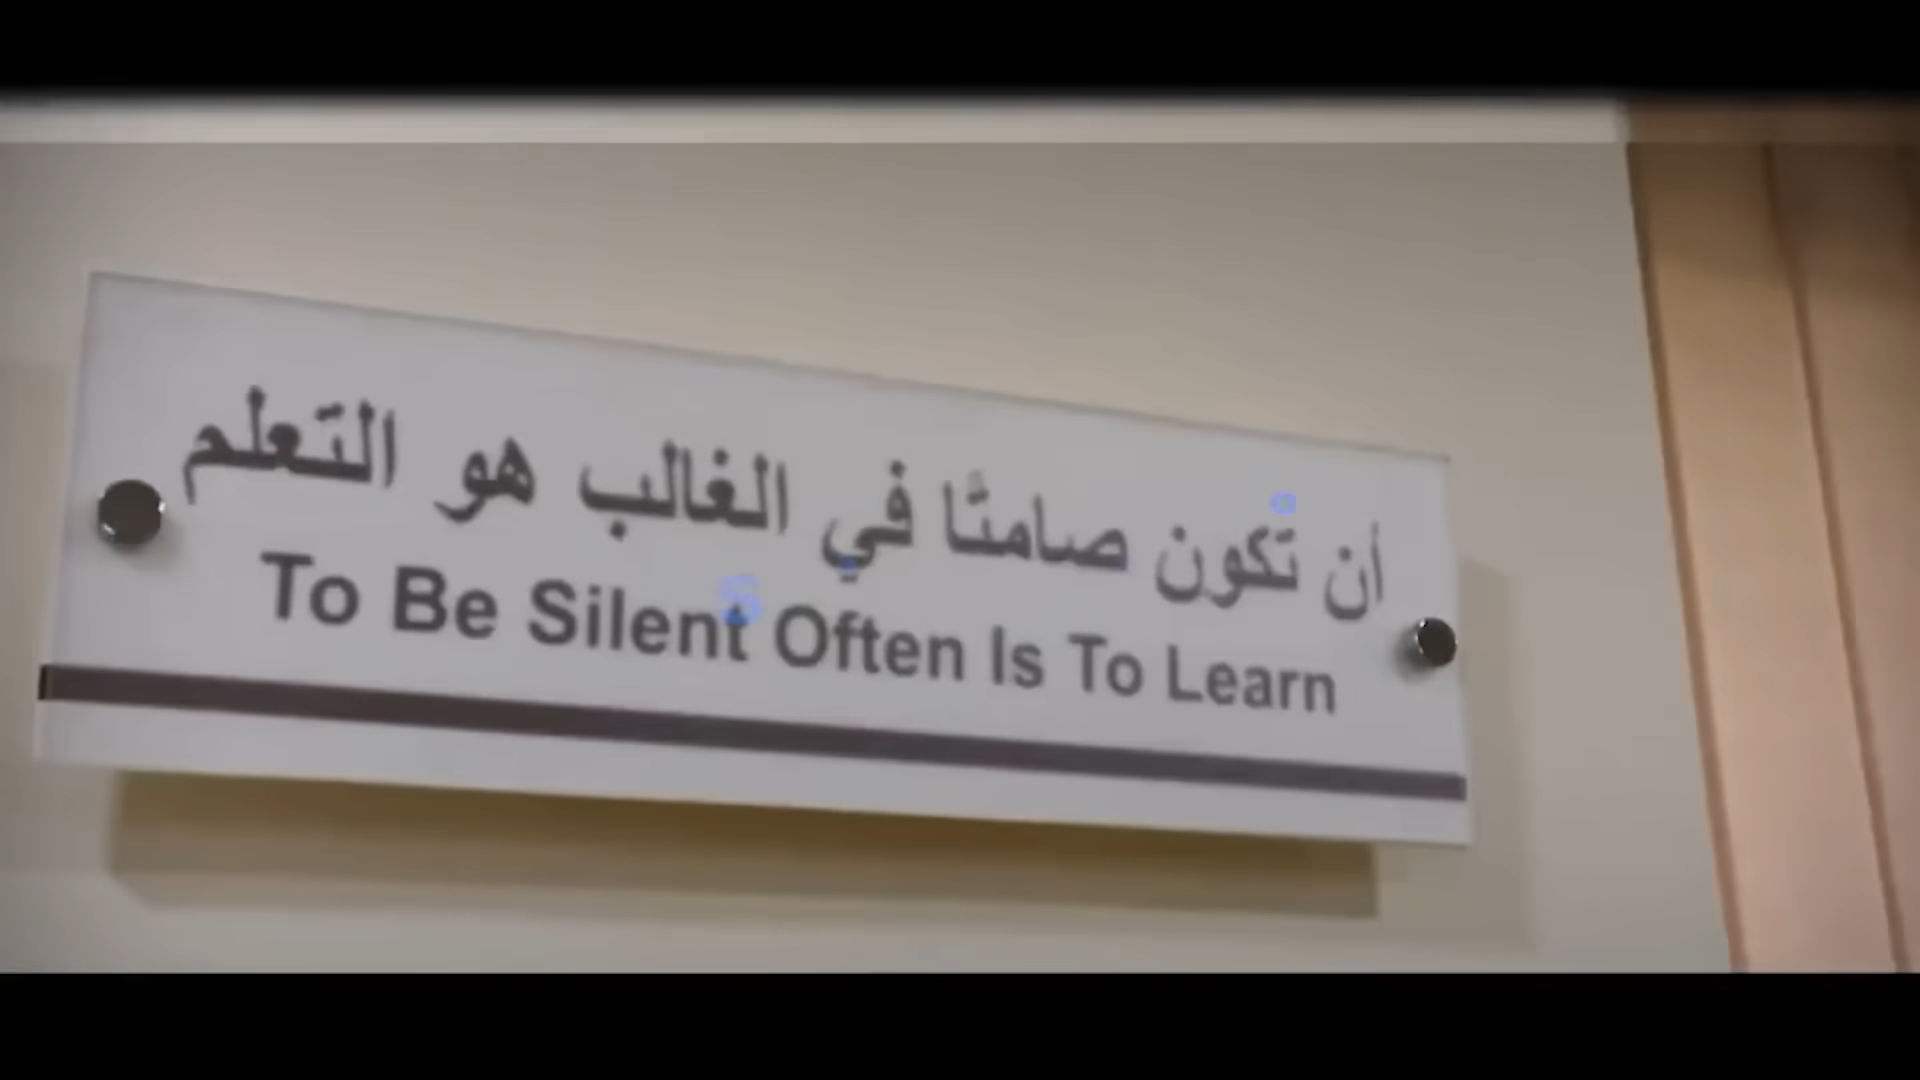 أن تكون صامتًا في الغالب هو التعلم
To Be Silent Often Is To Learn